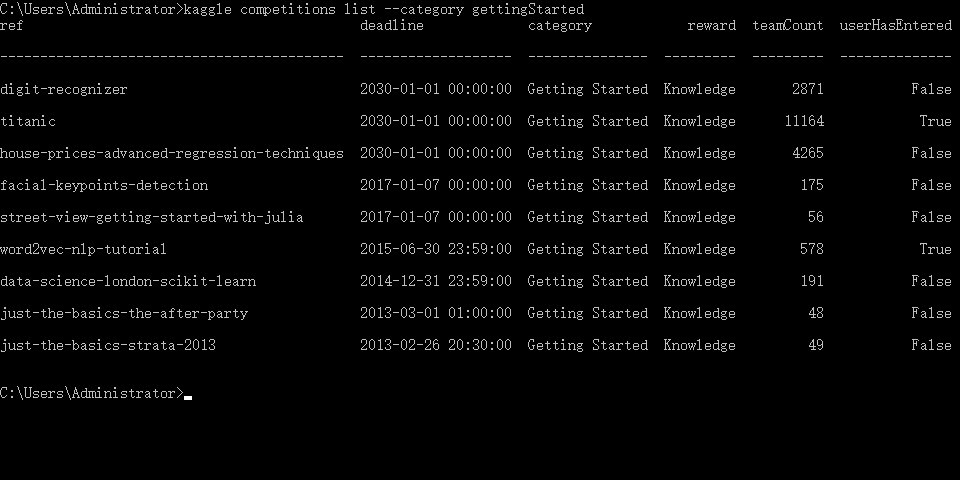 C:\Users\Administrator>kaggle competitions list --category gettingStarted
ref                                          deadline             category         reward     teamCount  userHasEntered
-------------------------------------------  -------------------  ---------------  ---------  ---------  --------------
digit-recognizer                             2030-01-01 00:00:00  Getting Started  Knowledge       2871           False
titanic                                      2030-01-01 00:00:00  Getting Started  Knowledge      11164            True
house-prices-advanced-regression-techniques  2030-01-01 00:00:00  Getting Started  Knowledge       4265           False
facial-keypoints-detection                   2017-01-07 00:00:00  Getting Started  Knowledge        175           False
street-view-getting-started-with-julia       2017-01-07 00:00:00  Getting Started  Knowledge         56           False
word2vec-nlp-tutorial                        2015-06-30 23:59:00  Getting Started  Knowledge        578            True
data-science-london-scikit-learn             2014-12-31 23:59:00  Getting Started  Knowledge        191           False
just-the-basics-the-after-party              2013-03-01 01:00:00  Getting Started  Knowledge         48           False
just-the-basics-strata-2013                  2013-02-26 20:30:00  Getting Started  Knowledge         49           False
C:\Users\Administrator>